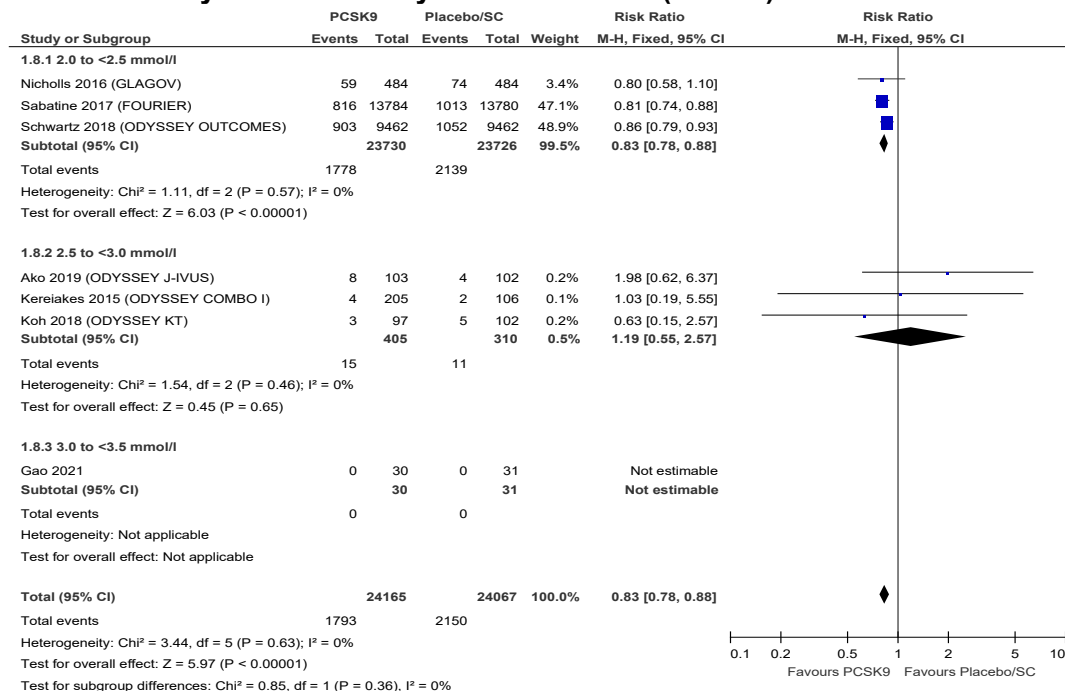 PCSK9 Placebo/SC Risk Ratio Risk Ratio
Study or Subgroup Events Total Events Total Weight M-H, Fixed, 95% CI M-H, Fixed, 95% CI
1.8.1 2.0 to <2.5 mmol/l
Nicholls 2016 (GLAGOV) 59 484 74 484 3.4% 0.80 [0.58, 1.10]
Sabatine 2017 (FOURIER) 816 13784 1013 13780 47.1% 0.81 [0.74, 0.88]
Schwartz 2018 (ODYSSEY OUTCOMES) 903 9462 1052 9462 48.9% 0.86 [0.79, 0.93]
Subtotal (95% CI) 23730 23726 99.5% 0.83 [0.78, 0.88]
Total events 1778 2139
Heterogeneity: Chi² = 1.11, df = 2 (P = 0.57); I² = 0%
Test for overall effect: Z = 6.03 (P < 0.00001)
1.8.2 2.5 to <3.0 mmol/l
Ako 2019 (ODYSSEY J-IVUS) 8 103 4 102 0.2% 1.98 [0.62, 6.37]
Kereiakes 2015 (ODYSSEY COMBO I) 4 205 2 106 0.1% 1.03 [0.19, 5.55]
Koh 2018 (ODYSSEY KT) 3 97 5 102 0.2% 0.63 [0.15, 2.57]
Subtotal (95% CI) 405 310 0.5% 1.19 [0.55, 2.57]
Total events 15 11
Heterogeneity: Chi² = 1.54, df = 2 (P = 0.46); I² = 0%
Test for overall effect: Z = 0.45 (P = 0.65)
1.8.3 3.0 to <3.5 mmol/l
Gao 2021 0 30 0 31 Not estimable
Subtotal (95% CI) 30 31 Not estimable
Total events 0 0
Heterogeneity: Not applicable
Test for overall effect: Not applicable
Total (95% CI) 24165 24067 100.0% 0.83 [0.78, 0.88]
Total events 1793 2150
Heterogeneity: Chi² = 3.44, df = 5 (P = 0.63); I² = 0%
Test for overall effect: Z = 5.97 (P < 0.00001)
Test for subgroup differences: Chi² = 0.85, df = 1 (P = 0.36), I² = 0%
0.1 0.2 0.5 1 2 5 10
Favours PCSK9 Favours Placebo/SC